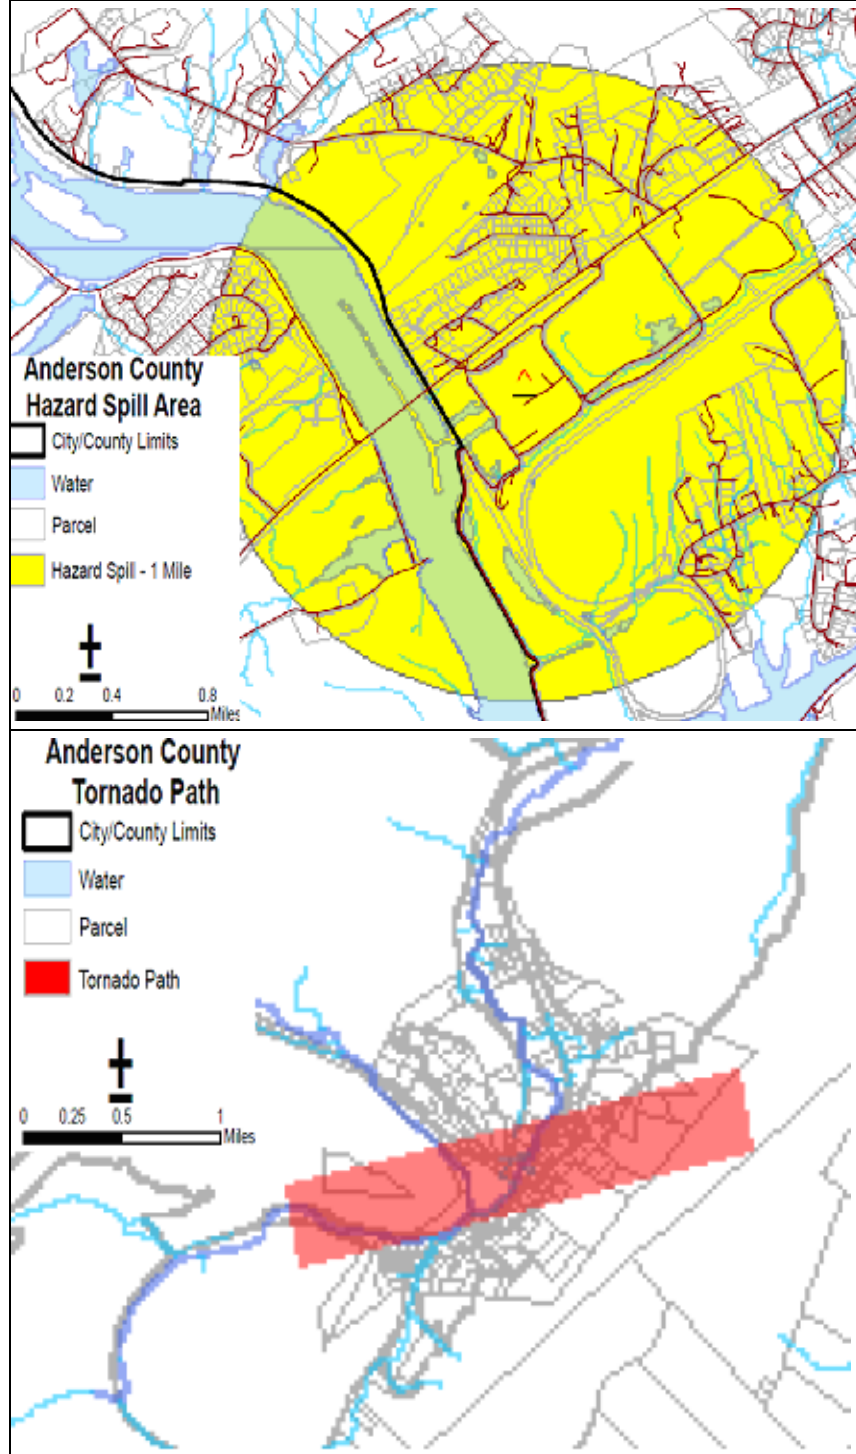 Anderson County
Hazard Spill Area
City/County Limits
Water
Parcel
Hazard Spill - 1 Mile
0 0.2 0.4 0.8
Miles
Anderson County
Tornado Path
City/County Limits
Water
Parcel
Tornado Path
0 0.25 0.5 1
Miles